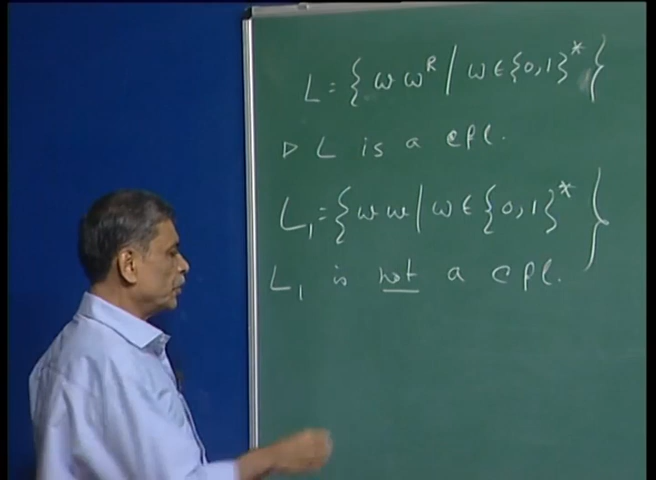 L = { w w^R | w ∈ {0,1}* }
▷ L is a cfl.
L₁ = { w w | w ∈ {0,1}* }
L₁ is not a cfl.